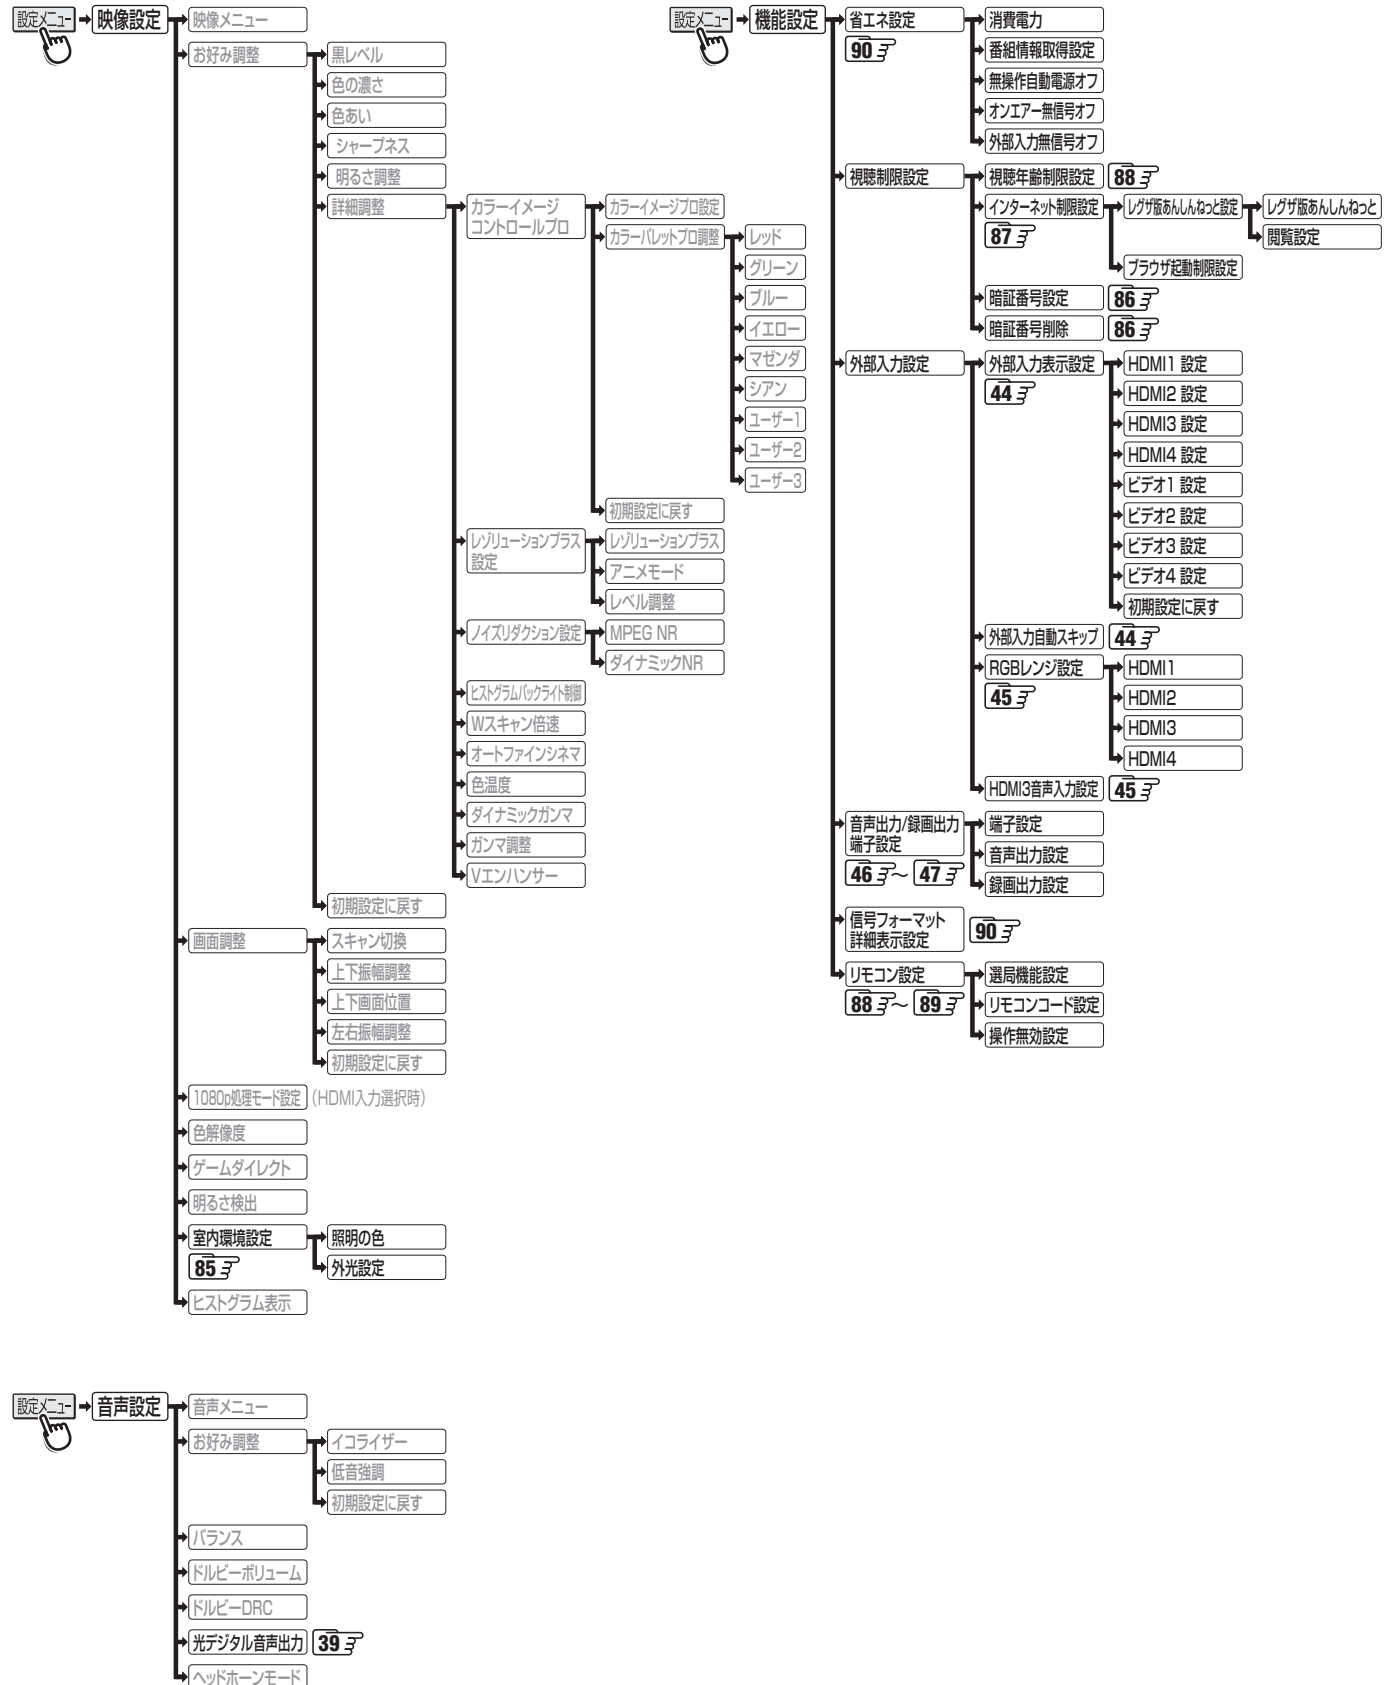 設定メニュー
映像設定
映像メニュー
お好み調整
黒レベル
色の濃さ
色あい
シャープネス
明るさ調整
詳細調整
カラーイメージ
コントロールプロ
カラーイメージプロ設定
カラーパレットプロ調整
レッド
グリーン
ブルー
イエロー
マゼンダ
シアン
ユーザー1
ユーザー2
ユーザー3
初期設定に戻す
レゾリューションプラス
設定
レゾリューションプラス
アニメモード
レベル調整
ノイズリダクション設定
MPEG NR
ダイナミックNR
ヒストグラムバックライト制御
Wスキャン倍速
オートファインシネマ
色温度
ダイナミックガンマ
ガンマ調整
Vエンハンサー
初期設定に戻す
画面調整
スキャン切換
上下振幅調整
上下画面位置
左右振幅調整
初期設定に戻す
1080p処理モード設定 (HDMI入力選択時)
色解像度
ゲームダイレクト
明るさ検出
室内環境設定
85
照明の色
外光設定
ヒストグラム表示
設定メニュー
音声設定
音声メニュー
お好み調整
イコライザー
低音強調
初期設定に戻す
バランス
ドルビーボリューム
ドルビーDRC
光デジタル音声出力 39
ヘッドホーンモード
設定メニュー
機能設定
省エネ設定
90
消費電力
番組情報取得設定
無操作自動電源オフ
オンエアー無信号オフ
外部入力無信号オフ
視聴制限設定
視聴年齢制限設定 88
インターネット制限設定
87
レグザ版あんしんねっと設定
レグザ版あんしんねっと
閲覧設定
ブラウザ起動制限設定
暗証番号設定 86
暗証番号削除 86
外部入力設定
外部入力表示設定
44
HDMI1 設定
HDMI2 設定
HDMI3 設定
HDMI4 設定
ビデオ1 設定
ビデオ2 設定
ビデオ3 設定
ビデオ4 設定
初期設定に戻す
外部入力自動スキップ 44
RGBレンジ設定
45
HDMI1
HDMI2
HDMI3
HDMI4
HDMI3音声入力設定 45
音声出力/録画出力
端子設定
46 ～ 47
端子設定
音声出力設定
録画出力設定
信号フォーマット
詳細表示設定
90
リモコン設定
88 ～ 89
選局機能設定
リモコンコード設定
操作無効設定